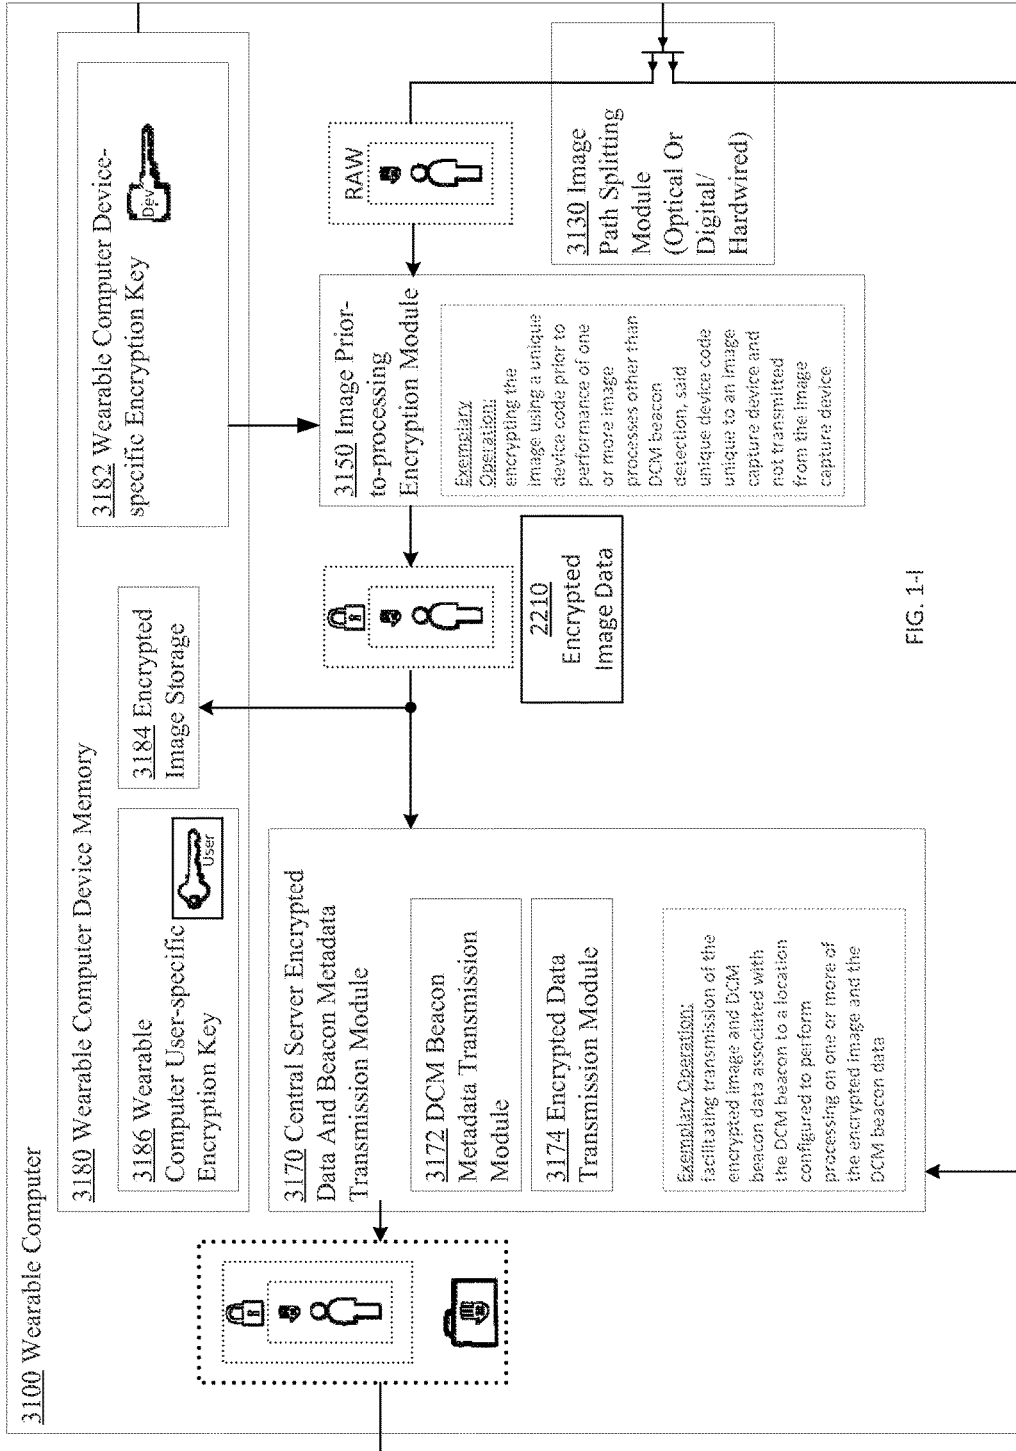 3100 Wearable Computer
3180 Wearable Computer Device Memory
3186 Wearable
Computer User-specific
Encryption Key
User
3184 Encrypted
Image Storage
3182 Wearable Computer Device-
specific Encryption Key
Dev
3170 Central Server Encrypted
Data And Beacon Metadata
Transmission Module
3172 DCM Beacon
Metadata Transmission
Module
3174 Encrypted Data
Transmission Module
Exemplary Operation:
facilitating transmission of the
encrypted image and DCM
beacon data associated with
the DCM beacon to a location
configured to perform
processing on one or more of
the encrypted image and the
DCM beacon data
2210
Encrypted
Image Data
3150 Image Prior-
to-processing
Encryption Module
Exemplary
Operation:
encrypting the
image using a unique
device code prior to
performance of one
or more image
processes other than
DCM beacon
detection, said
unique device code
unique to an image
capture device and
not transmitted
from the image
capture device
RAW
3130 Image
Path Splitting
Module
(Optical Or
Digital/
Hardwired)
FIG. 1-I